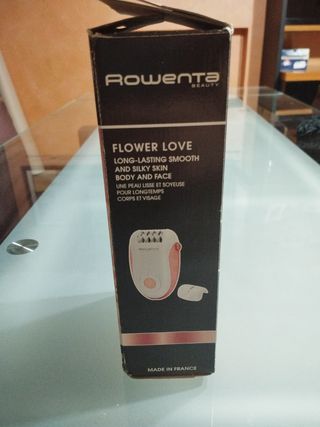 Rowenta
BEAUTY
FLOWER LOVE
LONG-LASTING SMOOTH
AND SILKY SKIN
BODY AND FACE
UNE PEAU LISSE ET SOYEUSE
POUR LONGTEMPS
CORPS ET VISAGE
Rowenta
MADE IN FRANCE